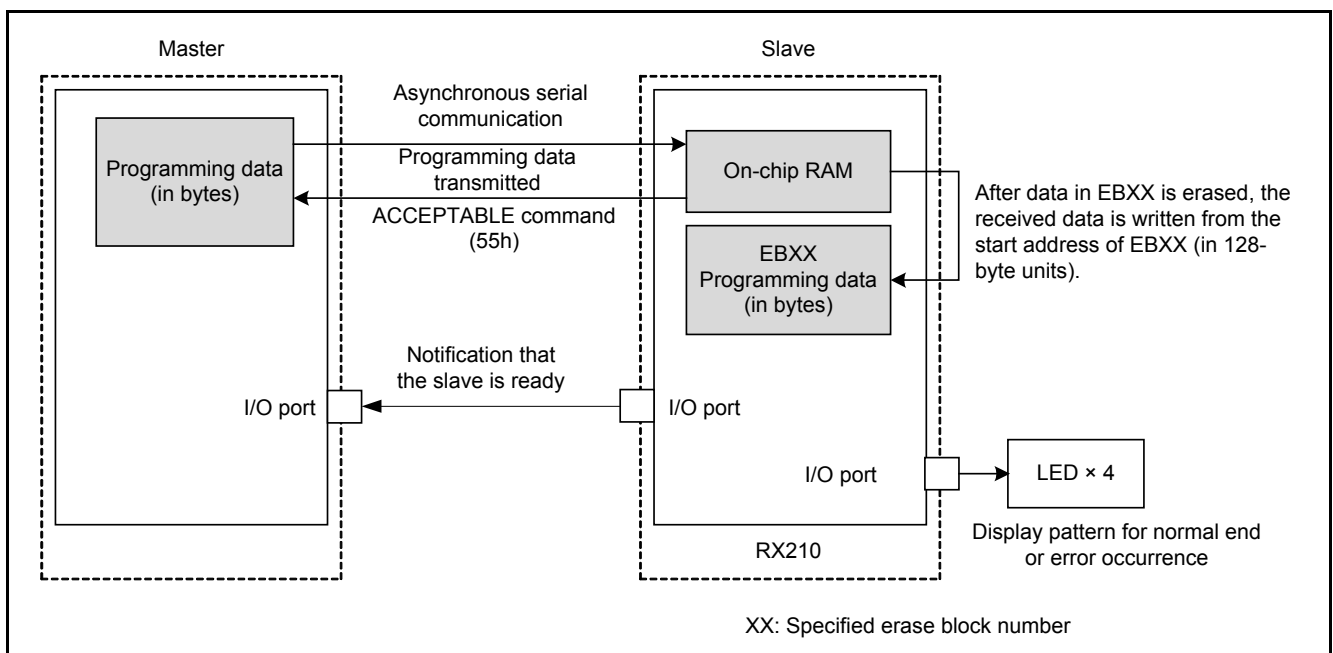 Master
Slave
Asynchronous serial
communication
Programming data
(in bytes)
Programming data
transmitted
ACCEPTABLE command
(55h)
On-chip RAM
EBXX
Programming data
(in bytes)
After data in EBXX is erased, the
received data is written from the
start address of EBXX (in 128-
byte units).
Notification that
the slave is ready
I/O port
I/O port
I/O port
LED × 4
Display pattern for normal end
or error occurrence
RX210
XX: Specified erase block number